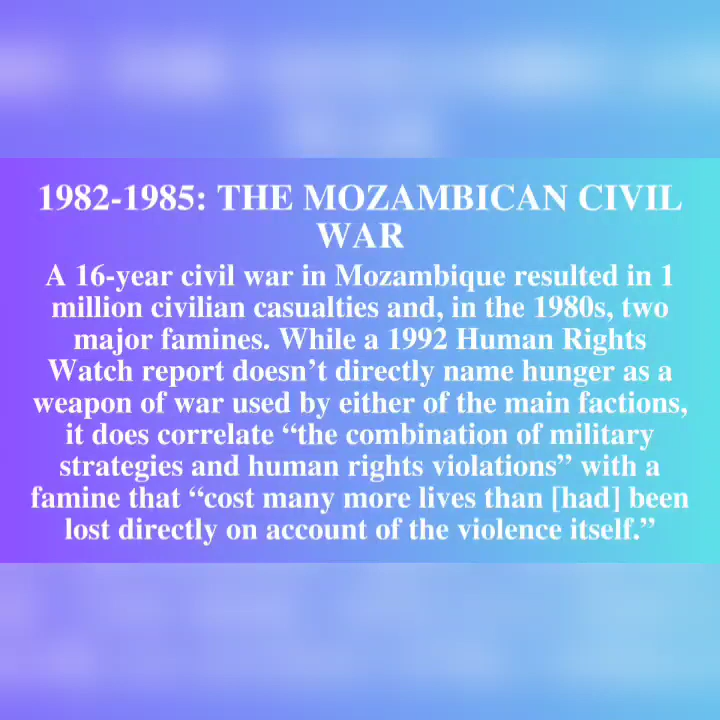 1982-1985: THE MOZAMBICAN CIVIL
WAR
A 16-year civil war in Mozambique resulted in 1
million civilian casualties and, in the 1980s, two
major famines. While a 1992 Human Rights
Watch report doesn’t directly name hunger as a
weapon of war used by either of the main factions,
it does correlate “the combination of military
strategies and human rights violations” with a
famine that “cost many more lives than [had] been
lost directly on account of the violence itself.”